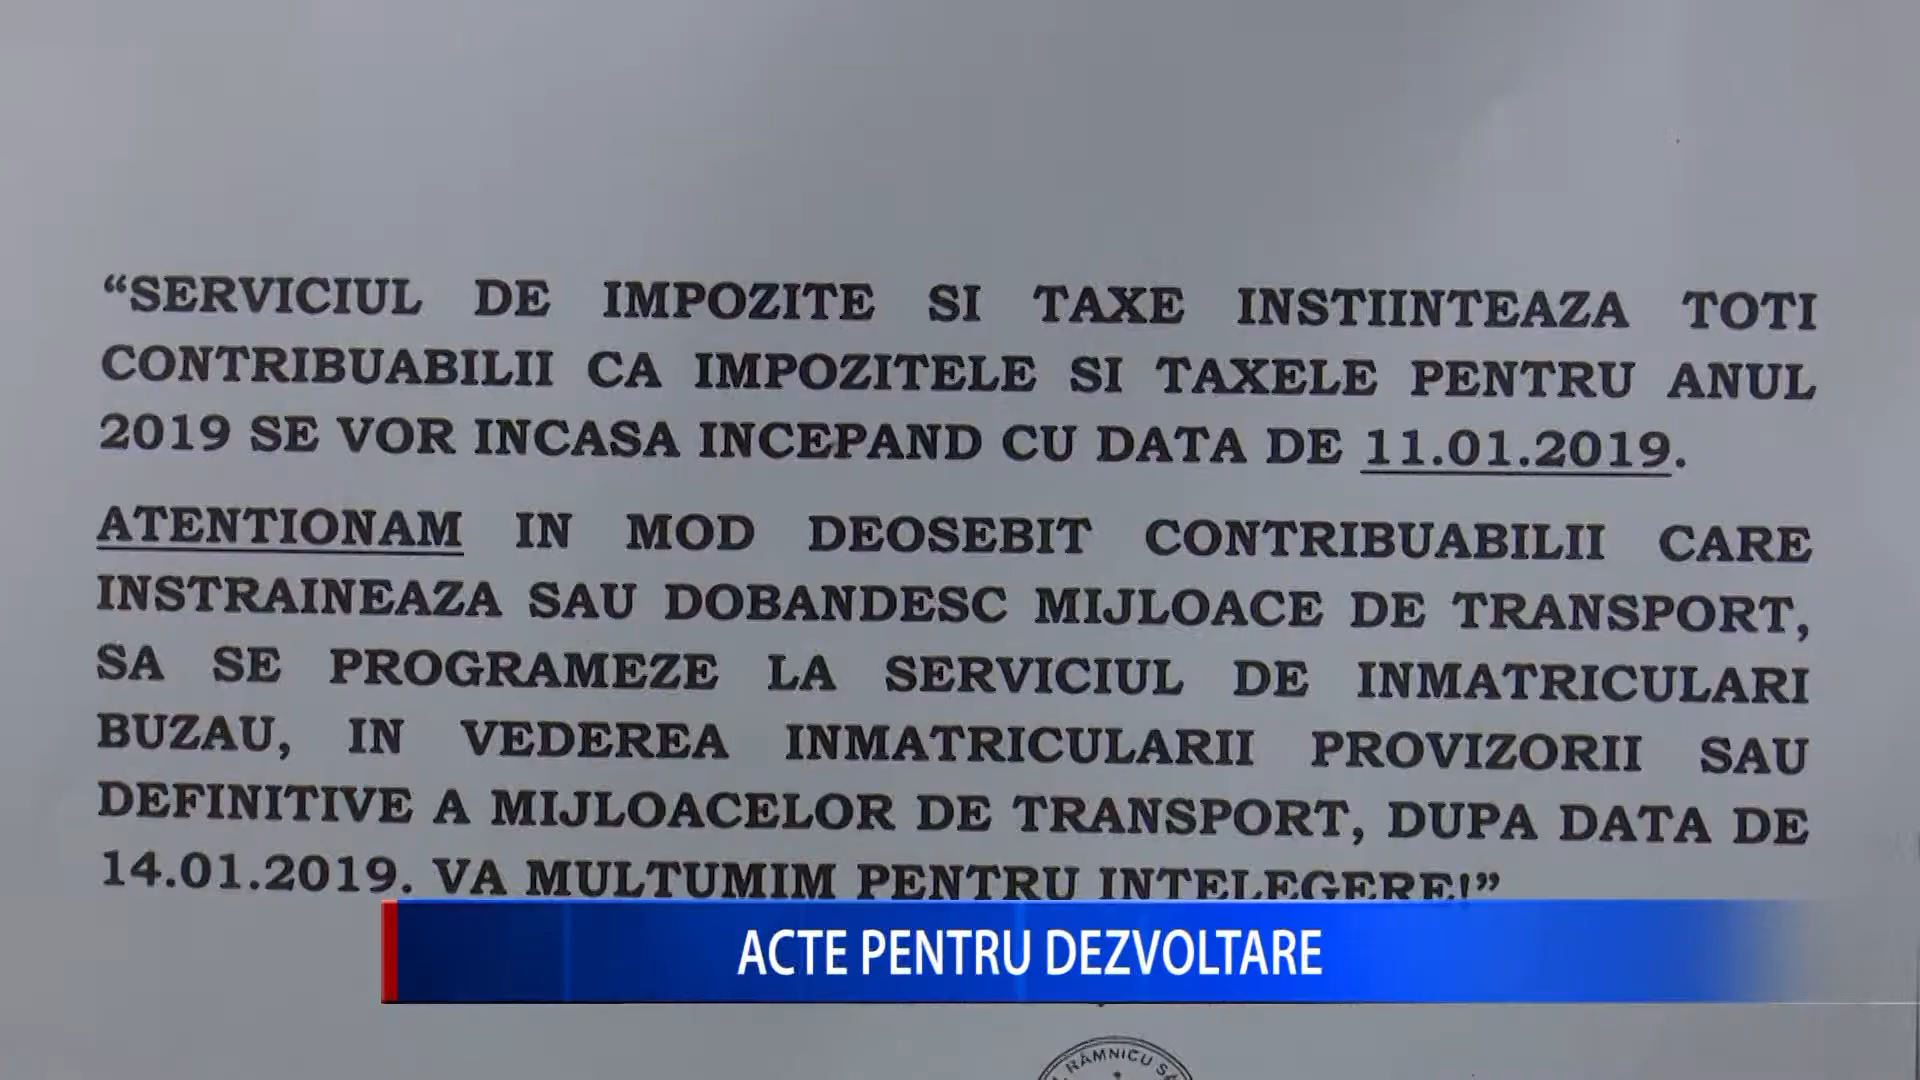 “SERVICIUL DE IMPOZITE SI TAXE INSTIINTEAZA TOTI
CONTRIBUABILII CA IMPOZITELE SI TAXELE PENTRU ANUL
2019 SE VOR INCASA INCEPAND CU DATA DE 11.01.2019.
ATENTIONAM IN MOD DEOSEBIT CONTRIBUABILII CARE
INSTRAINEAZA SAU DOBANDESC MIJLOACE DE TRANSPORT,
SA SE PROGRAMEZE LA SERVICIUL DE INMATRICULARI
BUZAU, IN VEDEREA INMATRICULARII PROVIZORII SAU
DEFINITIVE A MIJLOACELOR DE TRANSPORT, DUPA DATA DE
14.01.2019. VA MULTUMIM PENTRU INTELEGERE!”
ACTE PENTRU DEZVOLTARE
RÂMNICU